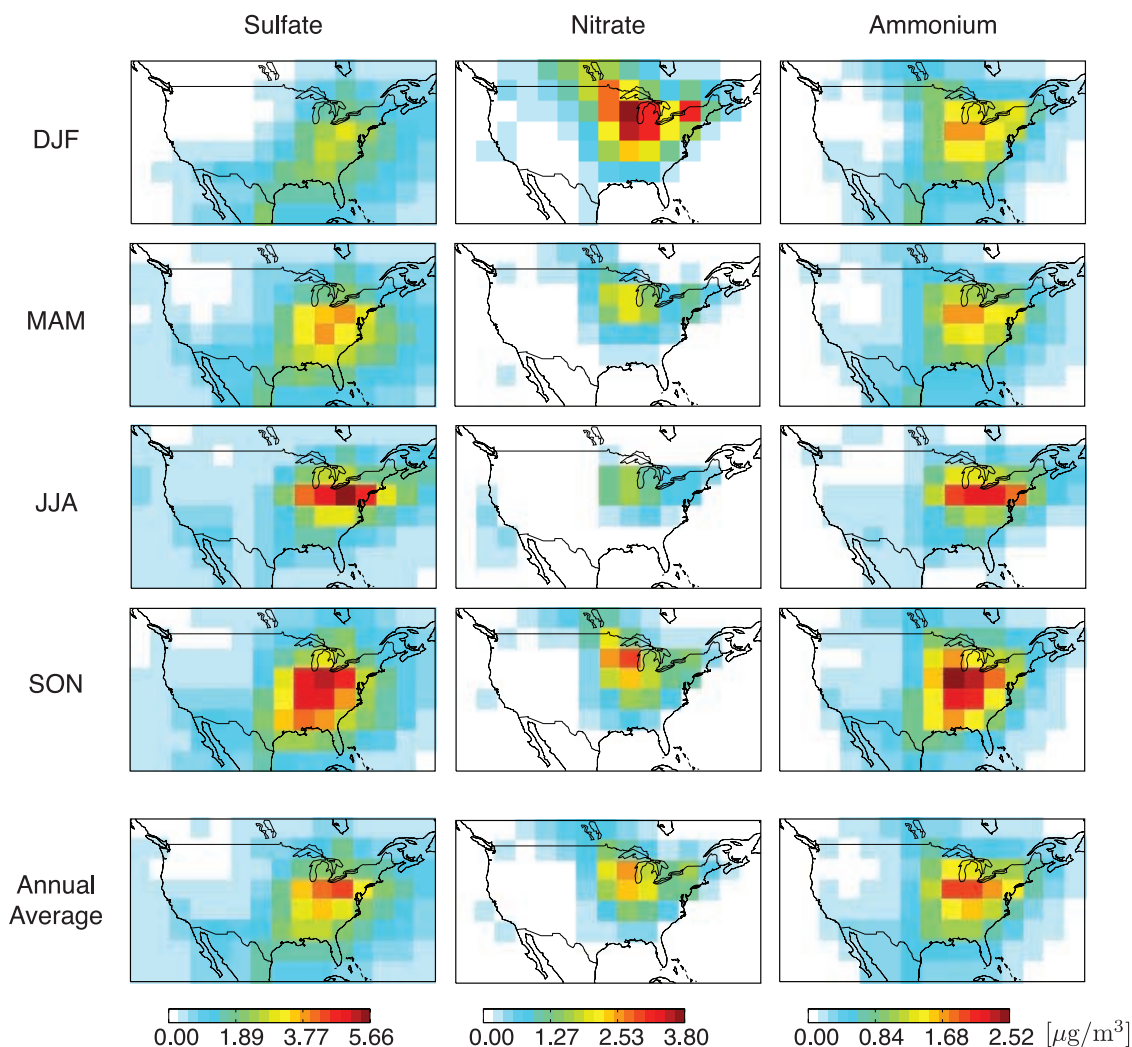 Sulfate Nitrate Ammonium
DJF
MAM
JJA
SON
Annual
Average
0.00 1.89 3.77 5.66 0.00 1.27 2.53 3.80 0.00 0.84 1.68 2.52 [μg/m³]